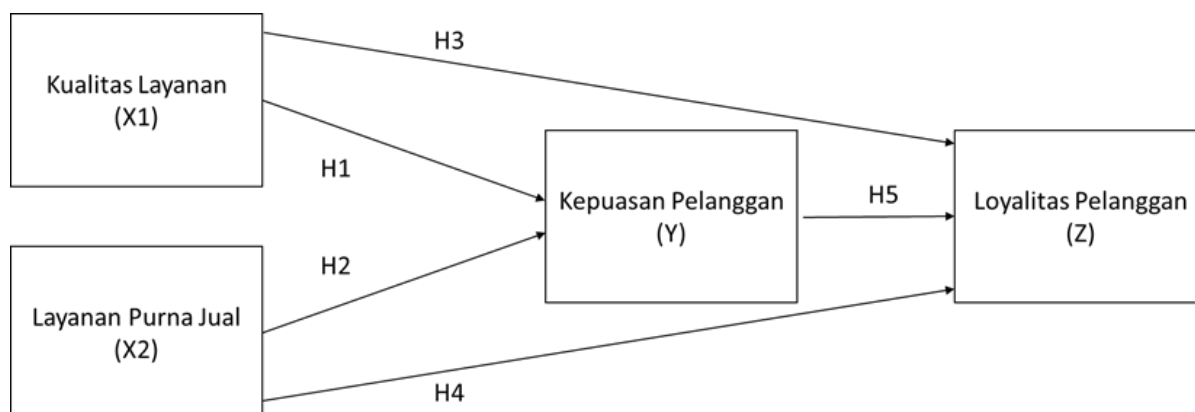 H3
Kualitas Layanan
(X1)
H1
Kepuasan Pelanggan
(Y)
H5
Loyalitas Pelanggan
(Z)
H2
Layanan Purna Jual
(X2)
H4